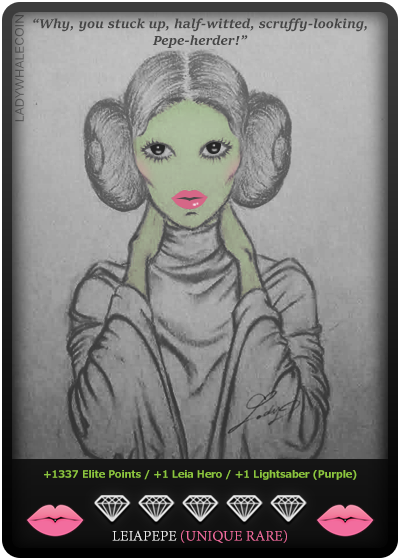 “Why, you stuck up, half-witted, scruffy-looking,
Pepe-herder!”
LADYWHALECOIN
+1337 Elite Points / +1 Leia Hero / +1 Lightsaber (Purple)
LEIAPEPE (UNIQUE RARE)